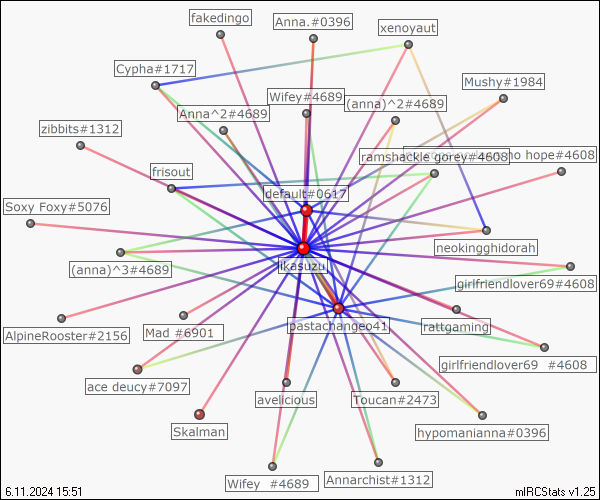 fakedingo
Anna.#0396
xenoyaut
Cypha#1717
Mushy#1984
Wifey#4689
(anna)^2#4689
Anna^2#4689
zibbits#1312
ramshackle gorey#4608
no hope#4608
frisout
default#0617
Soxy Foxy#5076
neokingghidorah
ikasuzu
(anna)^3#4689
girlfriendlover69#4608
AlpineRooster#2156
Mad #6901
pastachangeo41
rattgaming
girlfriendlover69 #4608
ace deucy#7097
avelicious
Toucan#2473
Skalman
hypomanianna#0396
Wifey #4689
Annarchist#1312
6.11.2024 15:51
mIRCStats v1.25